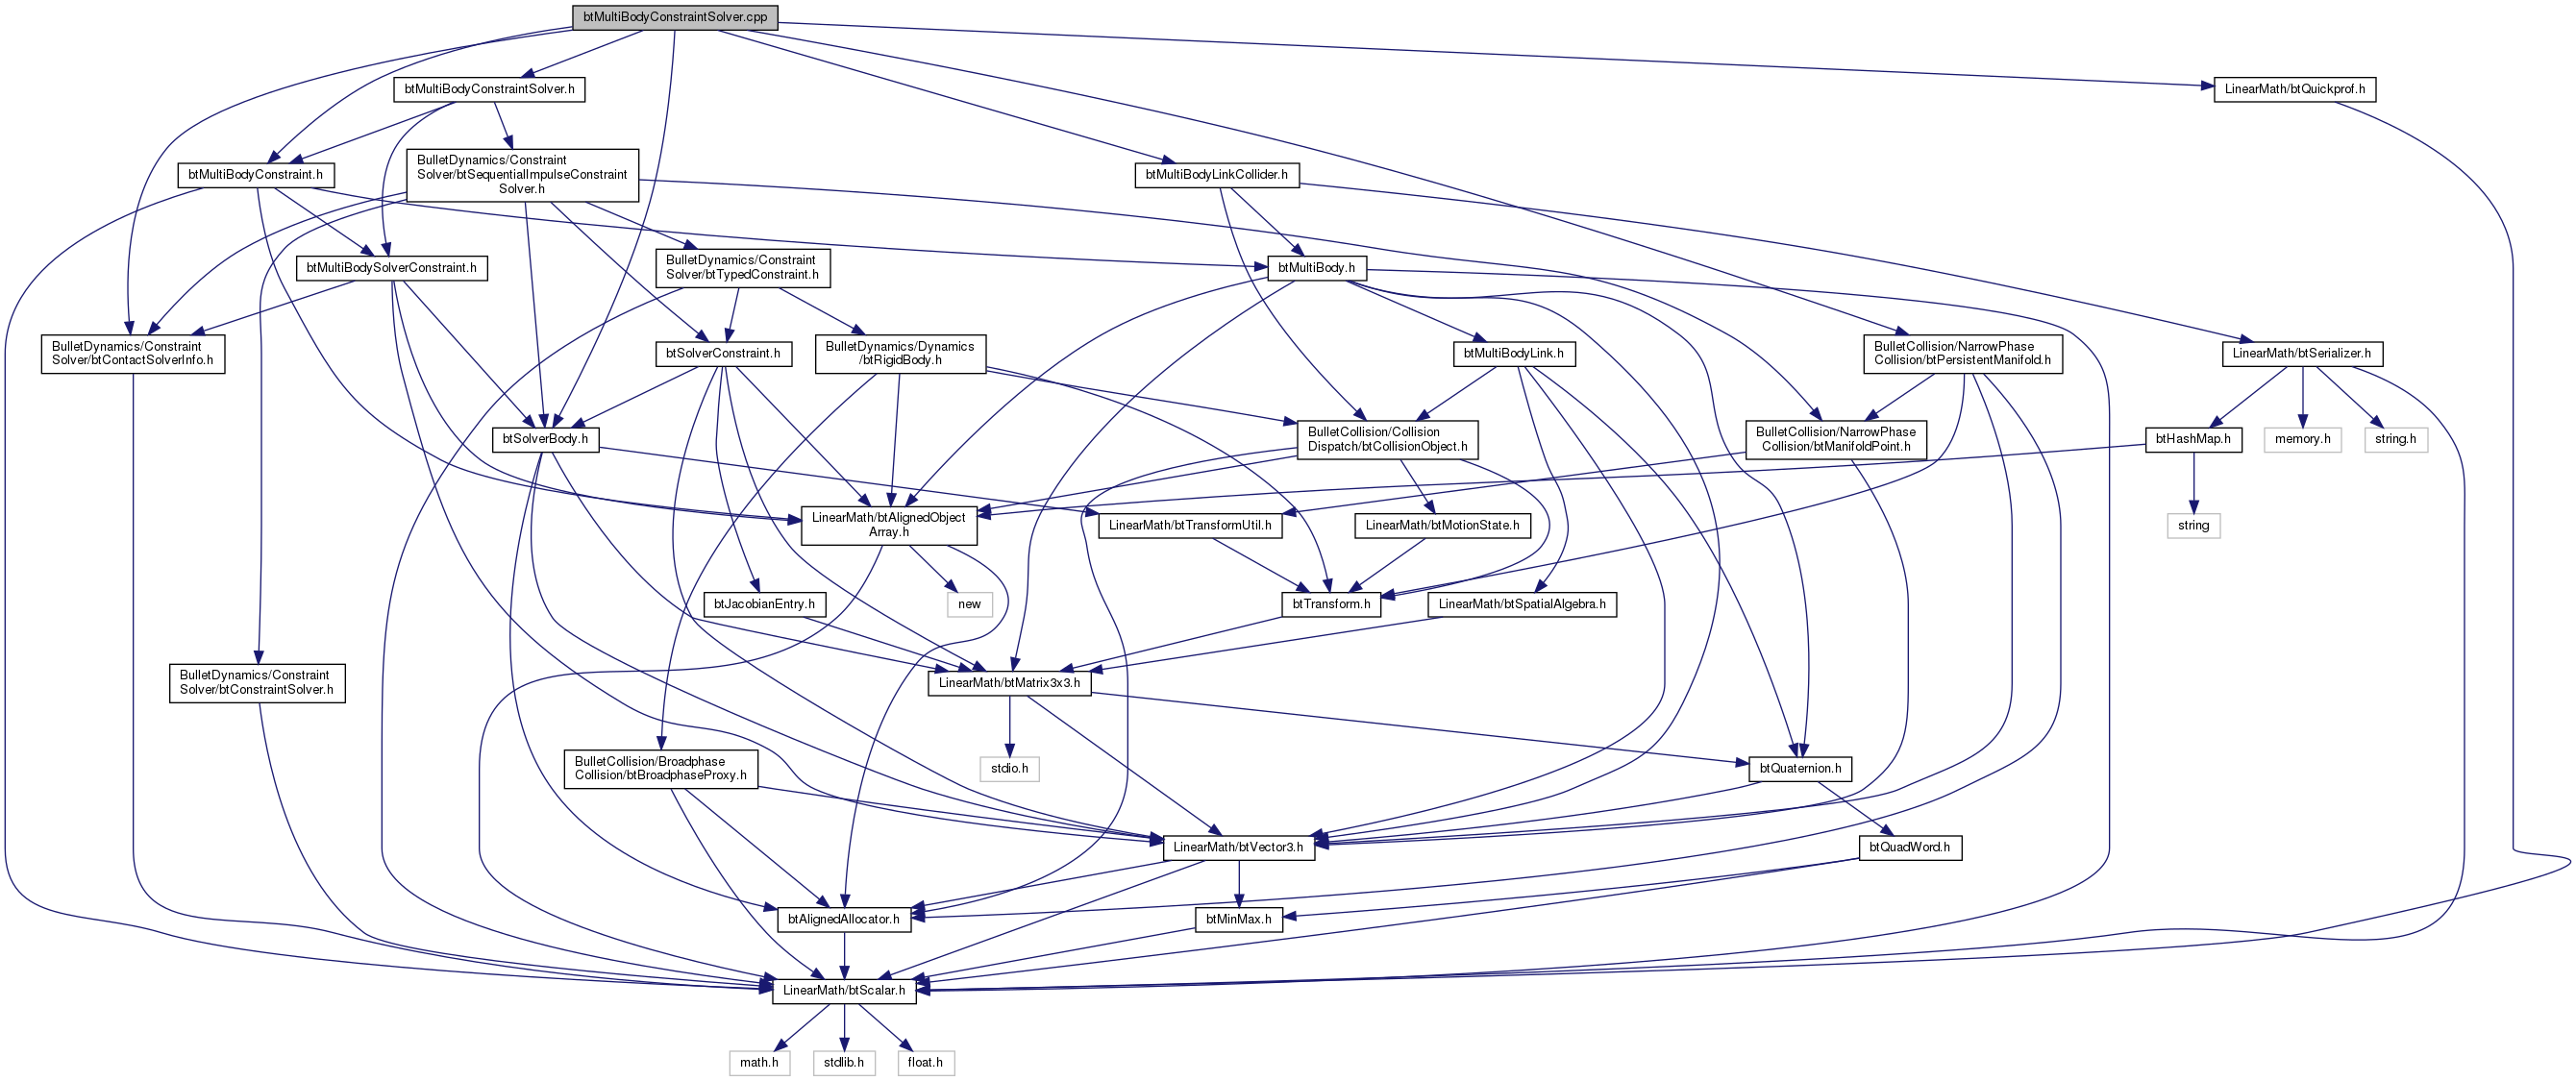 btMultiBodyConstraintSolver.cpp
btMultiBodyConstraintSolver.h
LinearMath/btQuickprof.h
btMultiBodyConstraint.h
BulletDynamics/Constraint
Solver/btSequentialImpulseConstraint
Solver.h
btMultiBodyLinkCollider.h
btMultiBodySolverConstraint.h
BulletDynamics/Constraint
Solver/btTypedConstraint.h
btMultiBody.h
BulletDynamics/Constraint
Solver/btContactSolverInfo.h
btSolverConstraint.h
BulletDynamics/Dynamics
/btRigidBody.h
btMultiBodyLink.h
BulletCollision/NarrowPhase
Collision/btPersistentManifold.h
LinearMath/btSerializer.h
btSolverBody.h
BulletCollision/Collision
Dispatch/btCollisionObject.h
BulletCollision/NarrowPhase
Collision/btManifoldPoint.h
btHashMap.h
memory.h
string.h
LinearMath/btAlignedObject
Array.h
LinearMath/btTransformUtil.h
LinearMath/btMotionState.h
string
btJacobianEntry.h
new
btTransform.h
LinearMath/btSpatialAlgebra.h
BulletDynamics/Constraint
Solver/btConstraintSolver.h
LinearMath/btMatrix3x3.h
BulletCollision/Broadphase
Collision/btBroadphaseProxy.h
stdio.h
btQuaternion.h
LinearMath/btVector3.h
btQuadWord.h
btAlignedAllocator.h
btMinMax.h
LinearMath/btScalar.h
math.h
stdlib.h
float.h